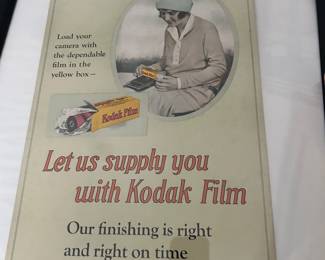 Load your
camera with
the dependable
film in the
yellow box—
Kodak Film
Let us supply you
with Kodak Film
Our finishing is right
and right on time